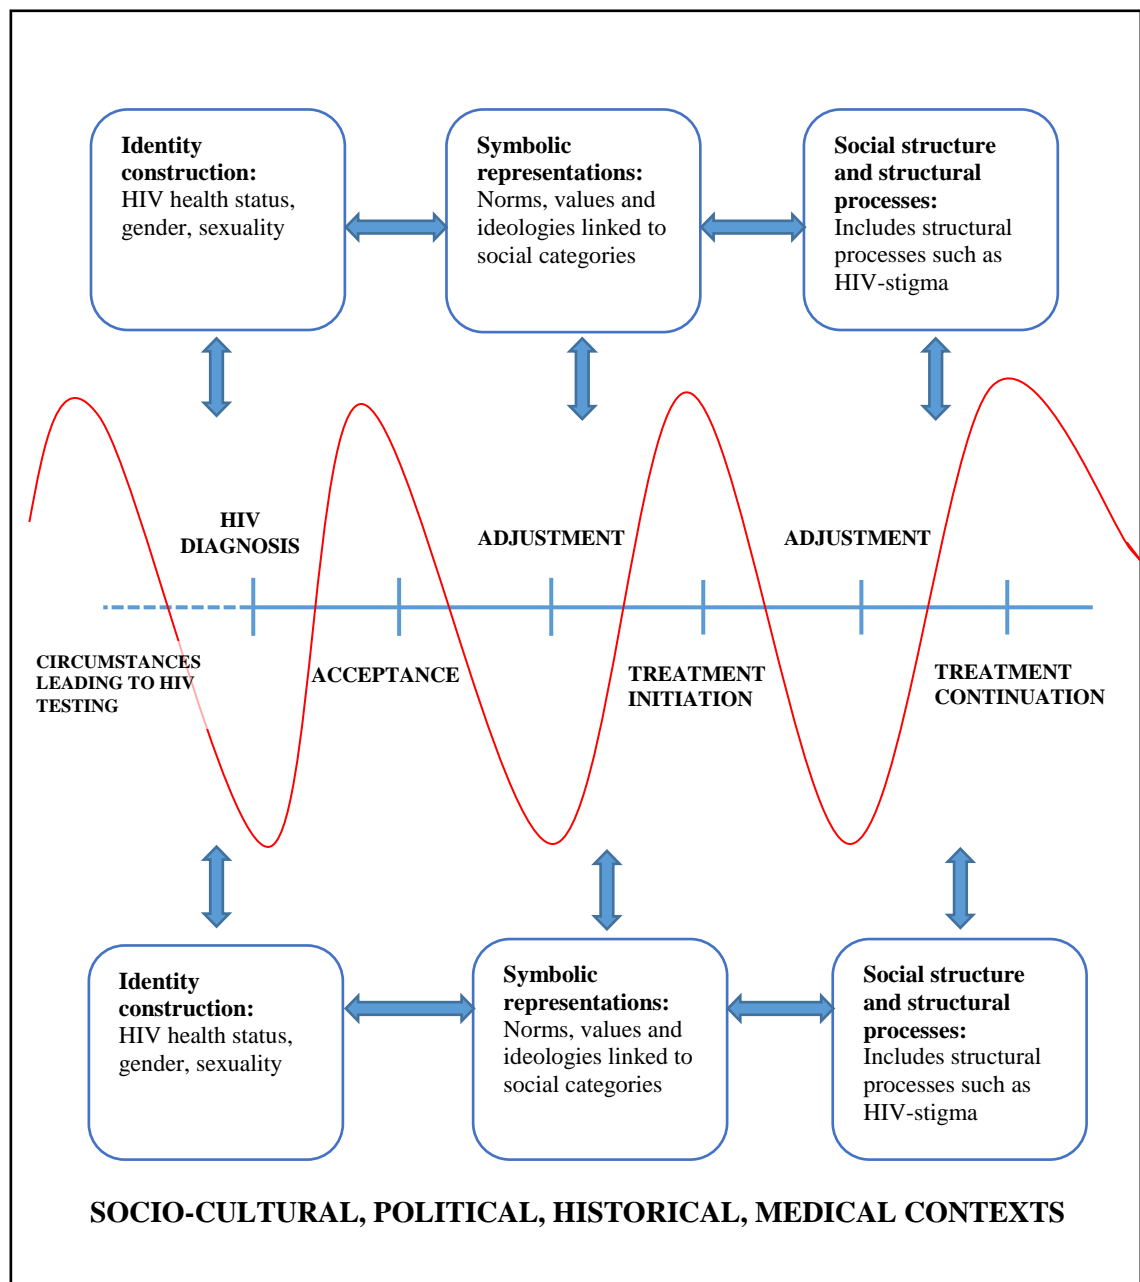 Identity
construction:
HIV health status,
gender, sexuality
Symbolic
representations:
Norms, values and
ideologies linked to
social categories
Social structure
and structural
processes:
Includes structural
processes such as
HIV-stigma
HIV
DIAGNOSIS
ADJUSTMENT
ADJUSTMENT
CIRCUMSTANCES
LEADING TO HIV
TESTING
ACCEPTANCE
TREATMENT
INITIATION
TREATMENT
CONTINUATION
Identity
construction:
HIV health status,
gender, sexuality
Symbolic
representations:
Norms, values and
ideologies linked to
social categories
Social structure
and structural
processes:
Includes structural
processes such as
HIV-stigma
SOCIO-CULTURAL, POLITICAL, HISTORICAL, MEDICAL CONTEXTS